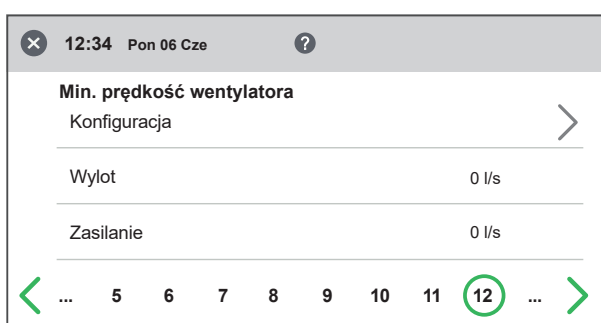 12:34 Pon 06 Cze ?
Min. prędkość wentylatora
Konfiguracja
Wylot 0 l/s
Zasilanie 0 l/s
... 5 6 7 8 9 10 11 12 ...